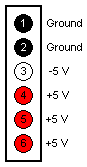 1 Ground
2 Ground
3 -5 V
4 +5 V
5 +5 V
6 +5 V